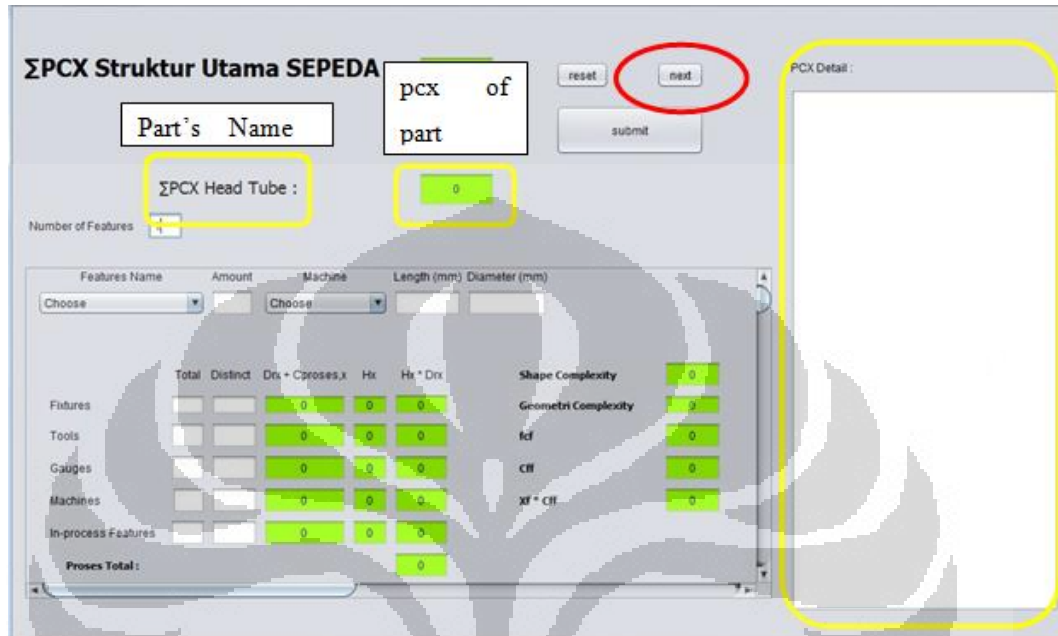 ΣPCX Struktur Utama SEPEDA
pcx of
part
reset
next
PCX Detail :
Part's Name
submit
ΣPCX Head Tube :
0
Number of Features
Features Name Amount Machine Length (mm) Diameter (mm)
Choose Choose
Total Distinct Drx + Cproses,x Hx Hx * Drx Shape Complexity 0
Fixtures 0 0 0 Geometri Complexity 0
Tools 0 0 0 fcf 0
Gauges 0 0 0 Cff 0
Machines 0 0 0 Xf * Cff 0
In-process Features 0 0 0
Proses Total : 0